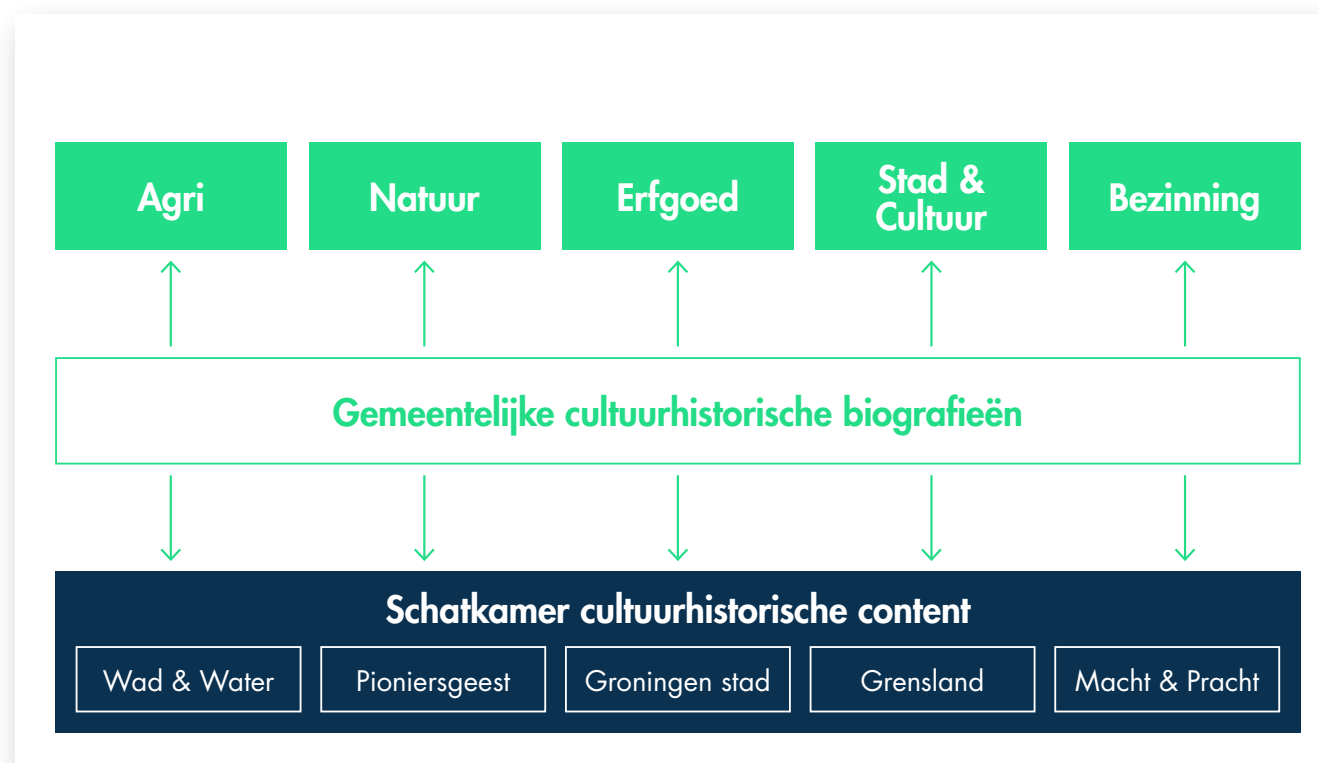 Agri
Natuur
Erfgoed
Stad &
Cultuur
Bezinning
Gemeentelijke cultuurhistorische biografieën
Schatkamer cultuurhistorische content
Wad & Water
Pioniersgeest
Groningen stad
Grensland
Macht & Pracht